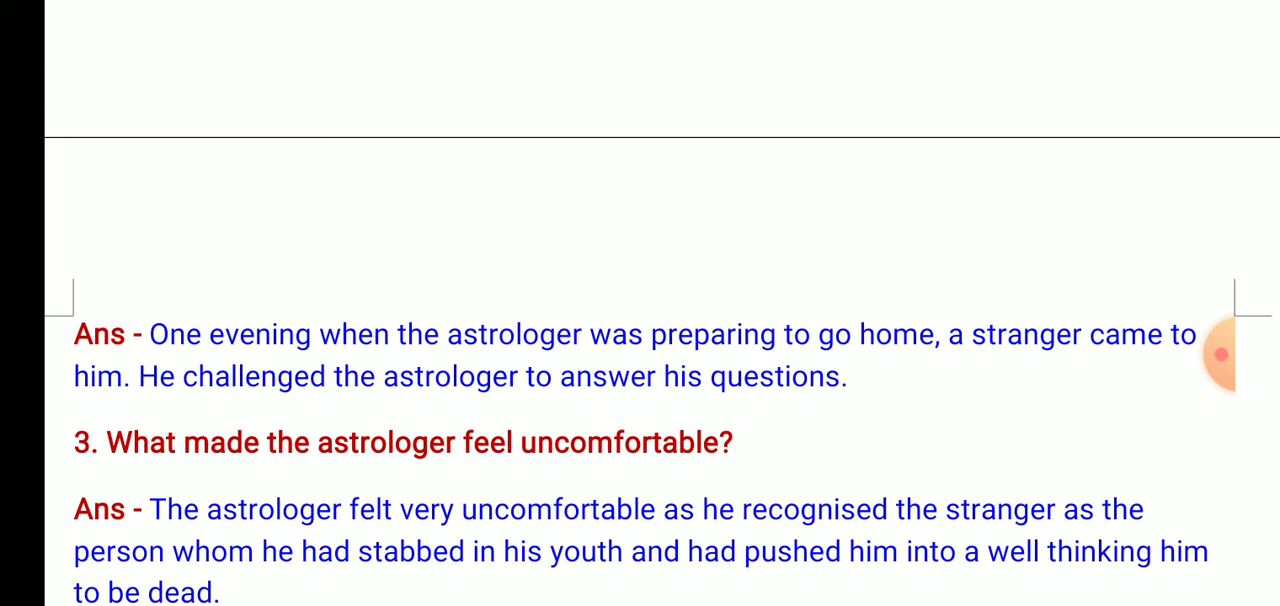 Ans - One evening when the astrologer was preparing to go home, a stranger came to
him. He challenged the astrologer to answer his questions.
3. What made the astrologer feel uncomfortable?
Ans - The astrologer felt very uncomfortable as he recognised the stranger as the
person whom he had stabbed in his youth and had pushed him into a well thinking him
to be dead.